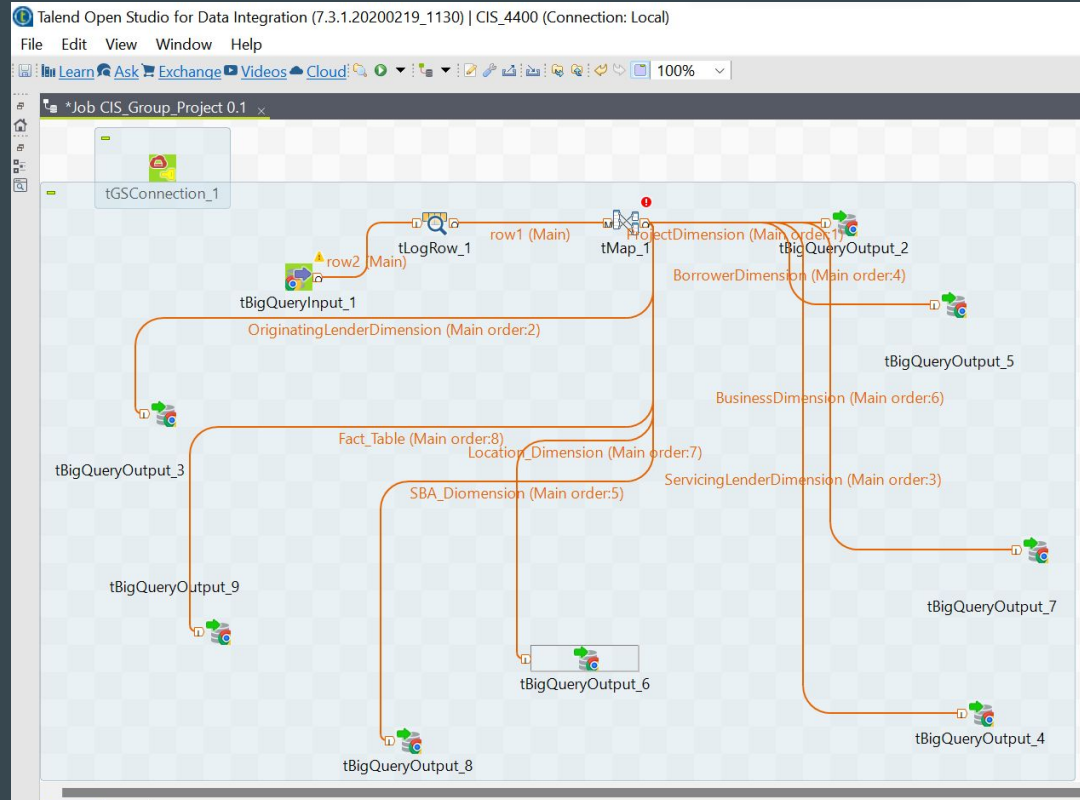 Talend Open Studio for Data Integration (7.3.1.20200219_1130) | CIS_4400 (Connection: Local)
File Edit View Window Help
Learn Ask Exchange Videos Cloud 100%
*Job CIS_Group_Project 0.1
tGSConnection_1
row1 (Main)
ProjectDimension (Main order:1)
tLogRow_1
tMap_1
tBigQueryOutput_2
row2 (Main)
BorrowerDimension (Main order:4)
tBigQueryInput_1
OriginatingLenderDimension (Main order:2)
tBigQueryOutput_5
BusinessDimension (Main order:6)
Fact_Table (Main order:8)
Location_Dimension (Main order:7)
tBigQueryOutput_3
ServicingLenderDimension (Main order:3)
SBA_Diomension (Main order:5)
tBigQueryOutput_9
tBigQueryOutput_7
tBigQueryOutput_6
tBigQueryOutput_4
tBigQueryOutput_8